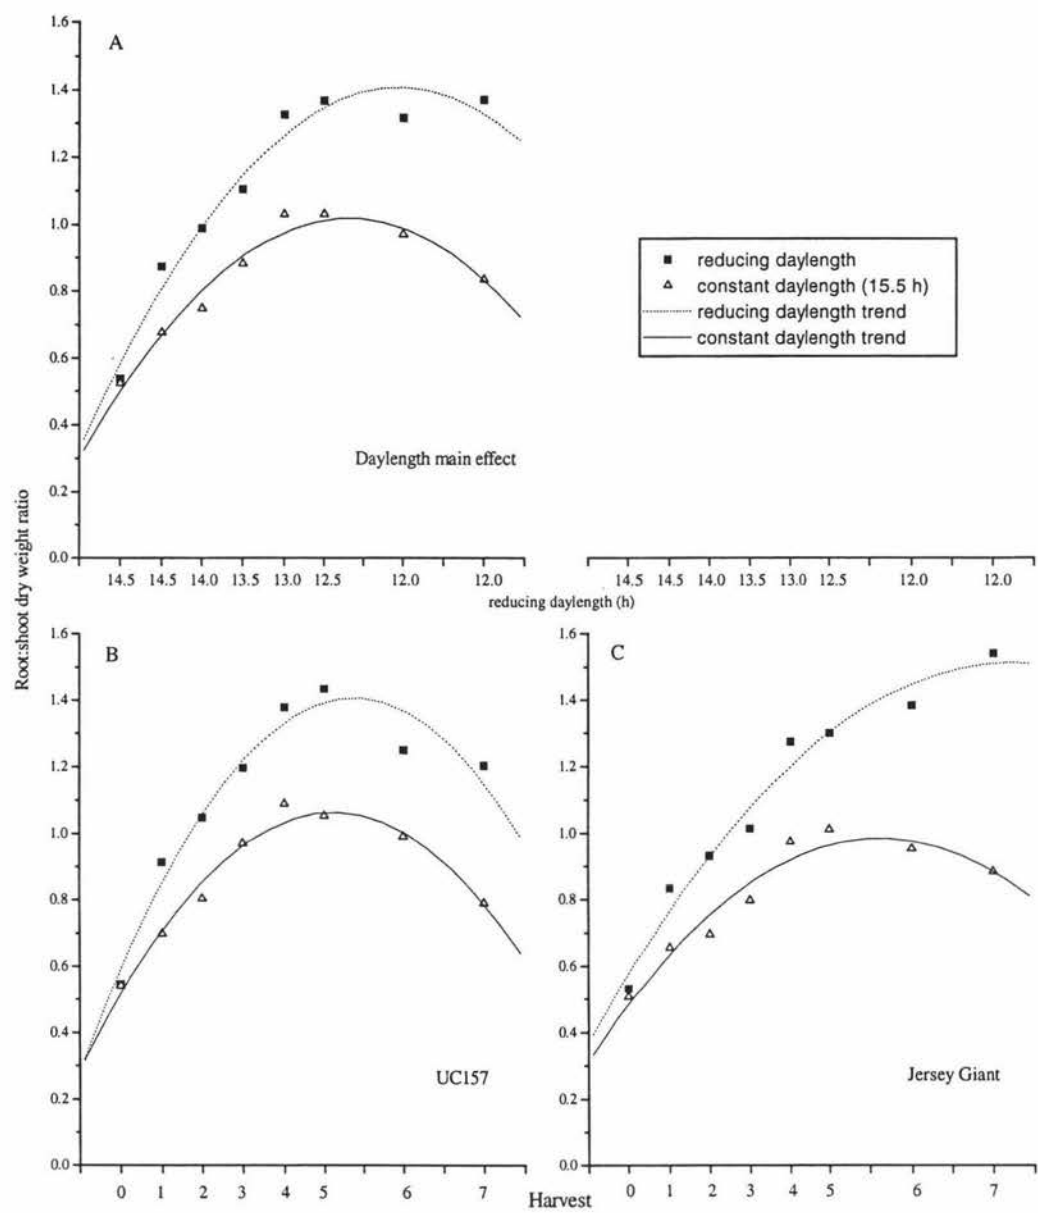 A
1.6
1.4
1.2
1.0
0.8
0.6
0.4
0.2
0.0
Daylength main effect
reducing daylength
constant daylength (15.5 h)
reducing daylength trend
constant daylength trend
14.5 14.5 14.0 13.5 13.0 12.5 12.0 12.0
14.5 14.5 14.0 13.5 13.0 12.5 12.0 12.0
reducing daylength (h)
Root:shoot dry weight ratio
B
1.6
1.4
1.2
1.0
0.8
0.6
0.4
0.2
0.0
UC157
0 1 2 3 4 5 6 7
C
1.6
1.4
1.2
1.0
0.8
0.6
0.4
0.2
0.0
Jersey Giant
0 1 2 3 4 5 6 7
Harvest